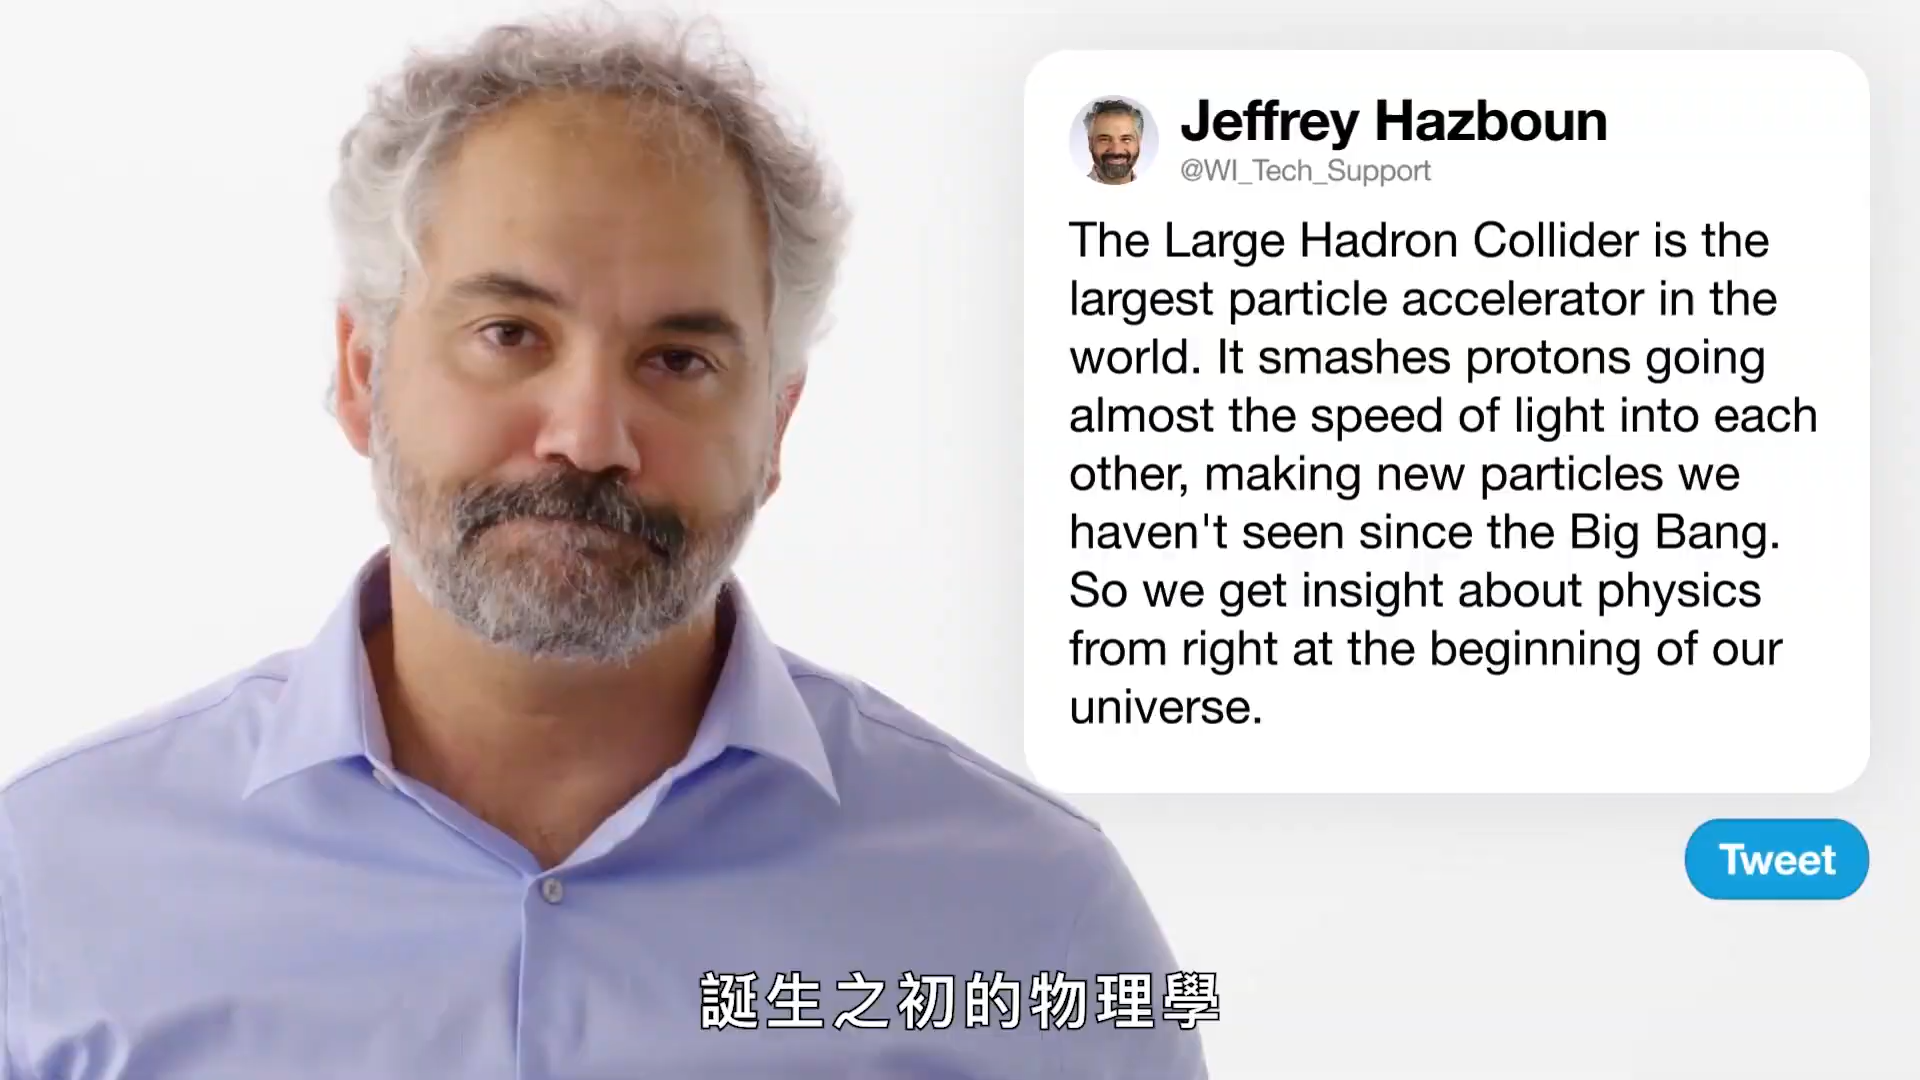 Jeffrey Hazboun
@WI_Tech_Support
The Large Hadron Collider is the
largest particle accelerator in the
world. It smashes protons going
almost the speed of light into each
other, making new particles we
haven't seen since the Big Bang.
So we get insight about physics
from right at the beginning of our
universe.
Tweet
誕生之初的物理學